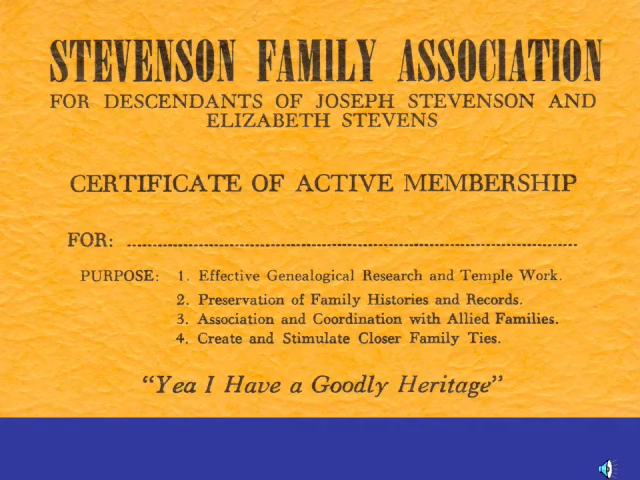 STEVENSON FAMILY ASSOCIATION
FOR DESCENDANTS OF JOSEPH STEVENSON AND
ELIZABETH STEVENS
CERTIFICATE OF ACTIVE MEMBERSHIP
FOR: ........................................................................
PURPOSE: 1. Effective Genealogical Research and Temple Work.
2. Preservation of Family Histories and Records.
3. Association and Coordination with Allied Families.
4. Create and Stimulate Closer Family Ties.
“Yea I Have a Goodly Heritage”